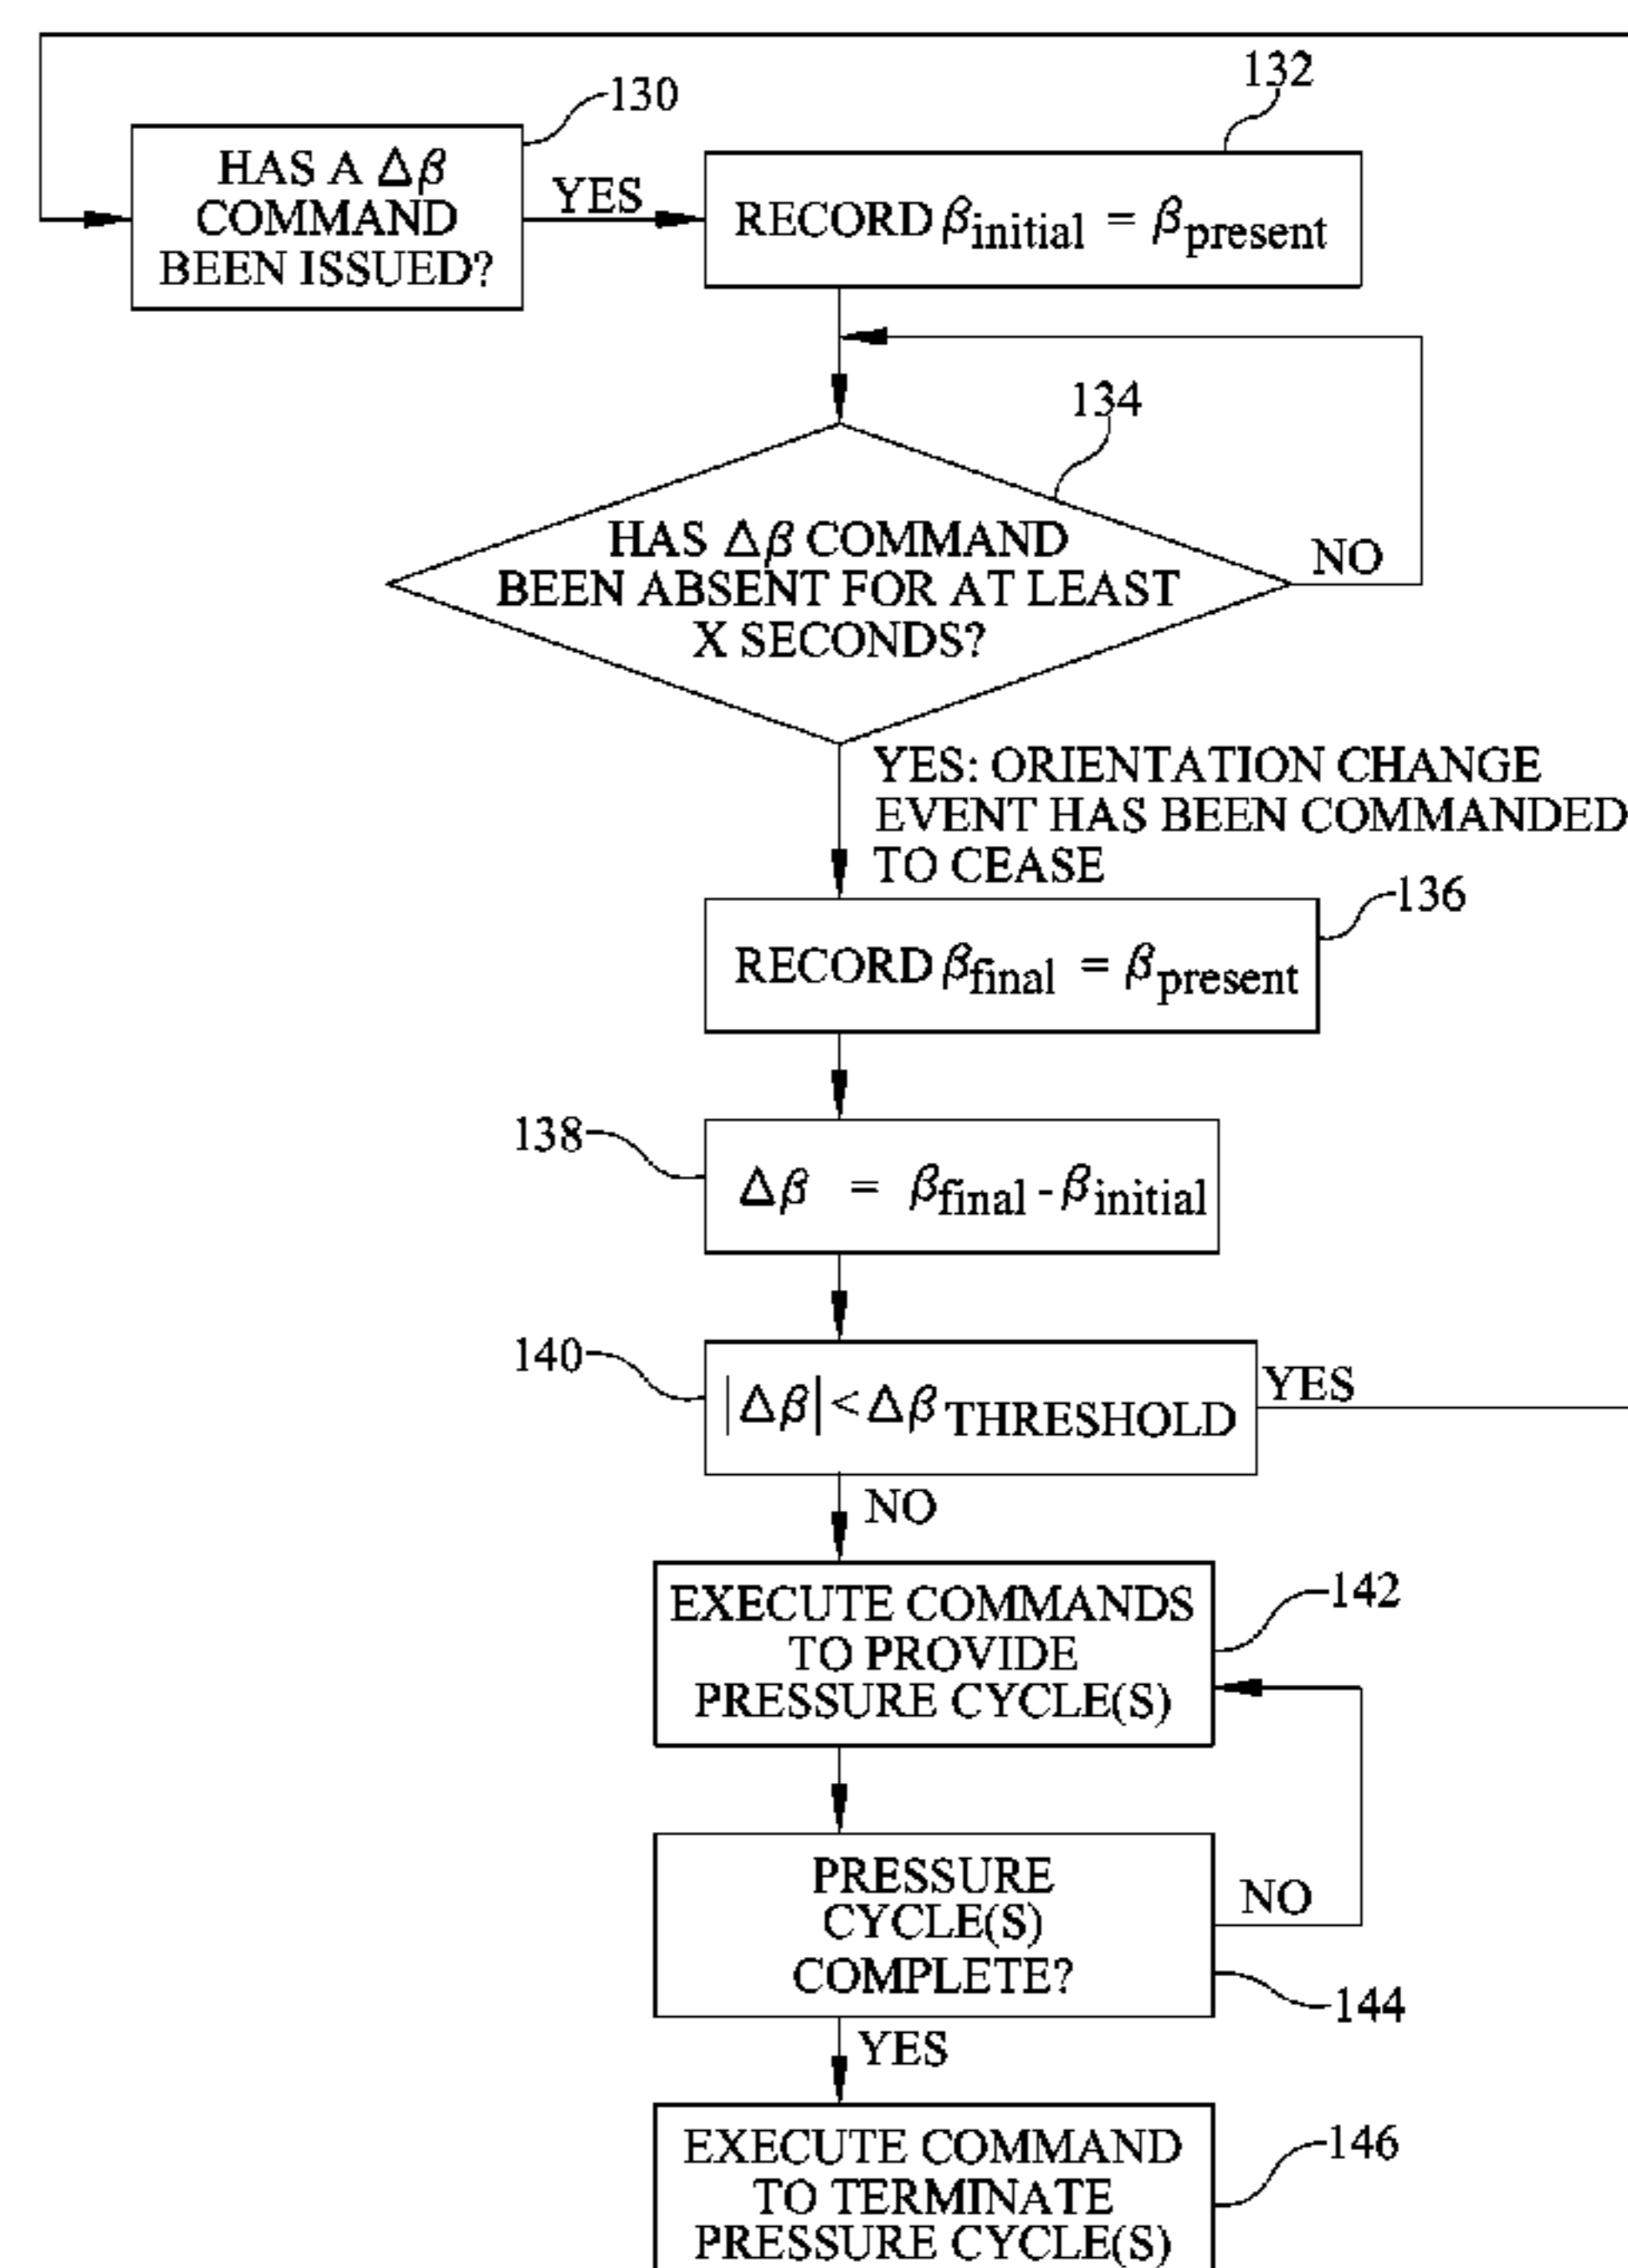 130
132
HAS A Δβ
COMMAND
BEEN ISSUED?
YES
RECORD βinitial = βpresent
134
HAS Δβ COMMAND
BEEN ABSENT FOR AT LEAST
X SECONDS?
NO
YES: ORIENTATION CHANGE
EVENT HAS BEEN COMMANDED
TO CEASE
136
RECORD βfinal = βpresent
138
Δβ = βfinal - βinitial
140
|Δβ| < Δβ THRESHOLD
YES
NO
EXECUTE COMMANDS
TO PROVIDE
PRESSURE CYCLE(S)
142
PRESSURE
CYCLE(S)
COMPLETE?
NO
144
YES
EXECUTE COMMAND
TO TERMINATE
PRESSURE CYCLE(S)
146